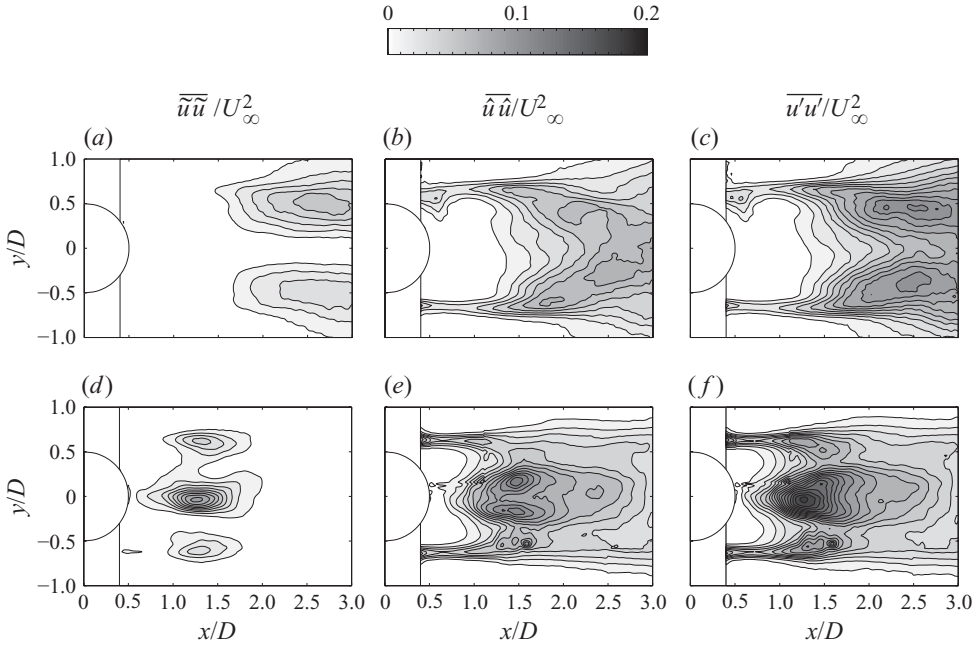 0 0.1 0.2
$\overline{\tilde{u}\tilde{u}}/U_\infty^2$ $\overline{\hat{u}\hat{u}}/U_\infty^2$ $\overline{u'u'}/U_\infty^2$
(a) (b) (c)
1.0
0.5
y/D 0
−0.5
−1.0
(d) (e) (f)
1.0
0.5
y/D 0
−0.5
−1.0
0 0.5 1.0 1.5 2.0 2.5 3.0 0 0.5 1.0 1.5 2.0 2.5 3.0 0 0.5 1.0 1.5 2.0 2.5 3.0
x/D x/D x/D